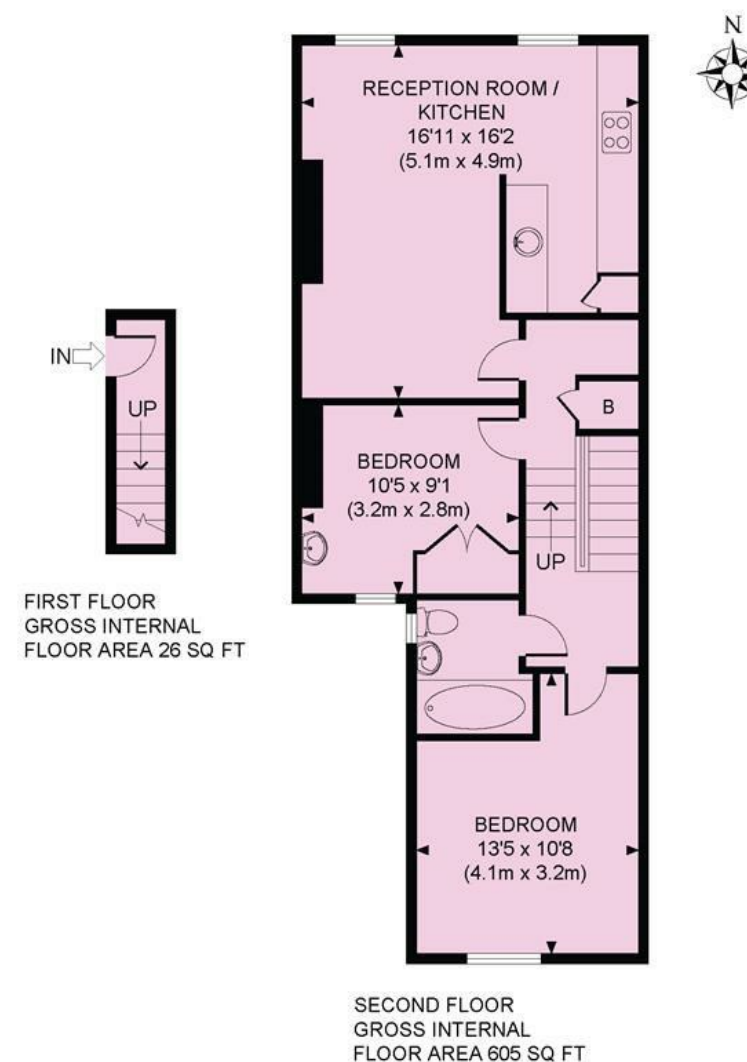 N
RECEPTION ROOM /
KITCHEN
16'11 x 16'2
(5.1m x 4.9m)
IN
UP
B
BEDROOM
10'5 x 9'1
(3.2m x 2.8m)
UP
FIRST FLOOR
GROSS INTERNAL
FLOOR AREA 26 SQ FT
BEDROOM
13'5 x 10'8
(4.1m x 3.2m)
SECOND FLOOR
GROSS INTERNAL
FLOOR AREA 605 SQ FT